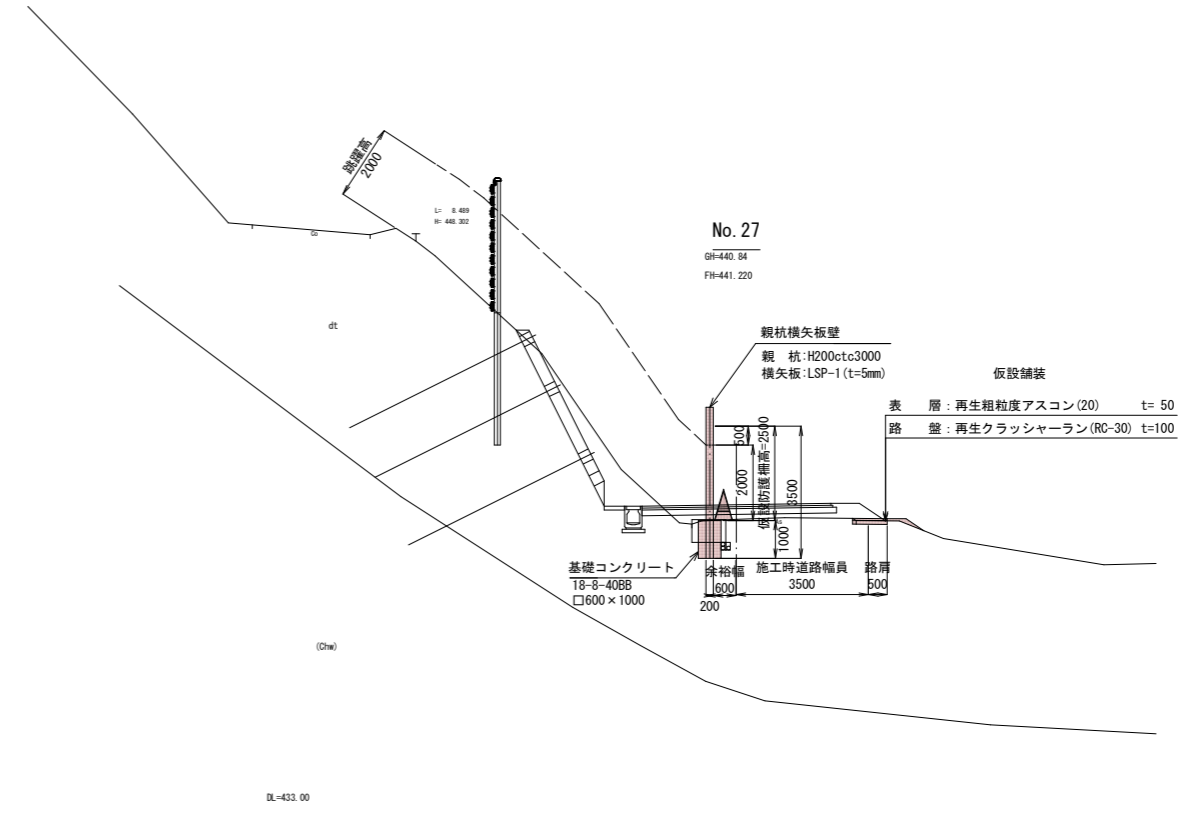 跳躍高
2000
L= 8.489
H= 448.302
Co
dt
No.27
GH=440.84
FH=441.220
親杭横矢板壁
親 杭:H200ctc3000
横矢板:LSP-1(t=5mm)
仮設舗装
表 層:再生粗粒度アスコン(20) t= 50
路 盤:再生クラッシャーラン(RC-30) t=100
500
2000
仮設防護柵高=2500
3500
1000
基礎コンクリート
18-8-40BB
□600×1000
余裕幅
600
200
施工時道路幅員
3500
路肩
500
(Chw)
DL=433.00